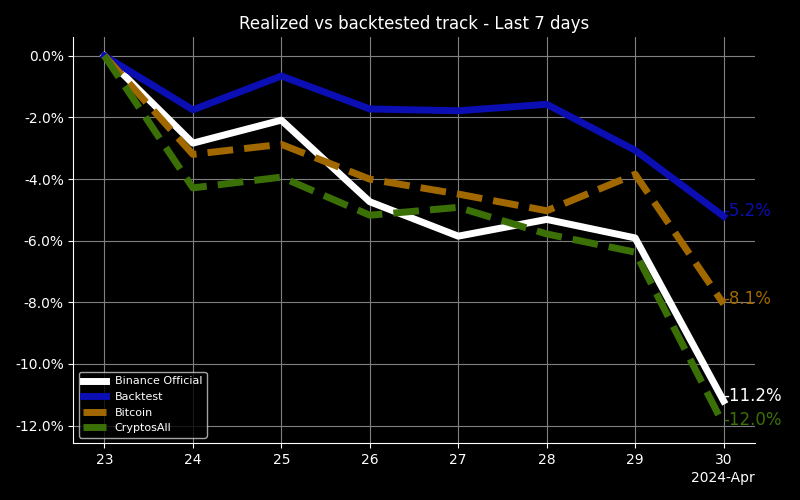 Realized vs backtested track - Last 7 days
0.0%
-2.0%
-4.0%
-6.0%
-8.0%
-10.0%
-12.0%
-5.2%
-8.1%
-11.2%
-12.0%
Binance Official
Backtest
Bitcoin
CryptosAll
23 24 25 26 27 28 29 30
2024-Apr